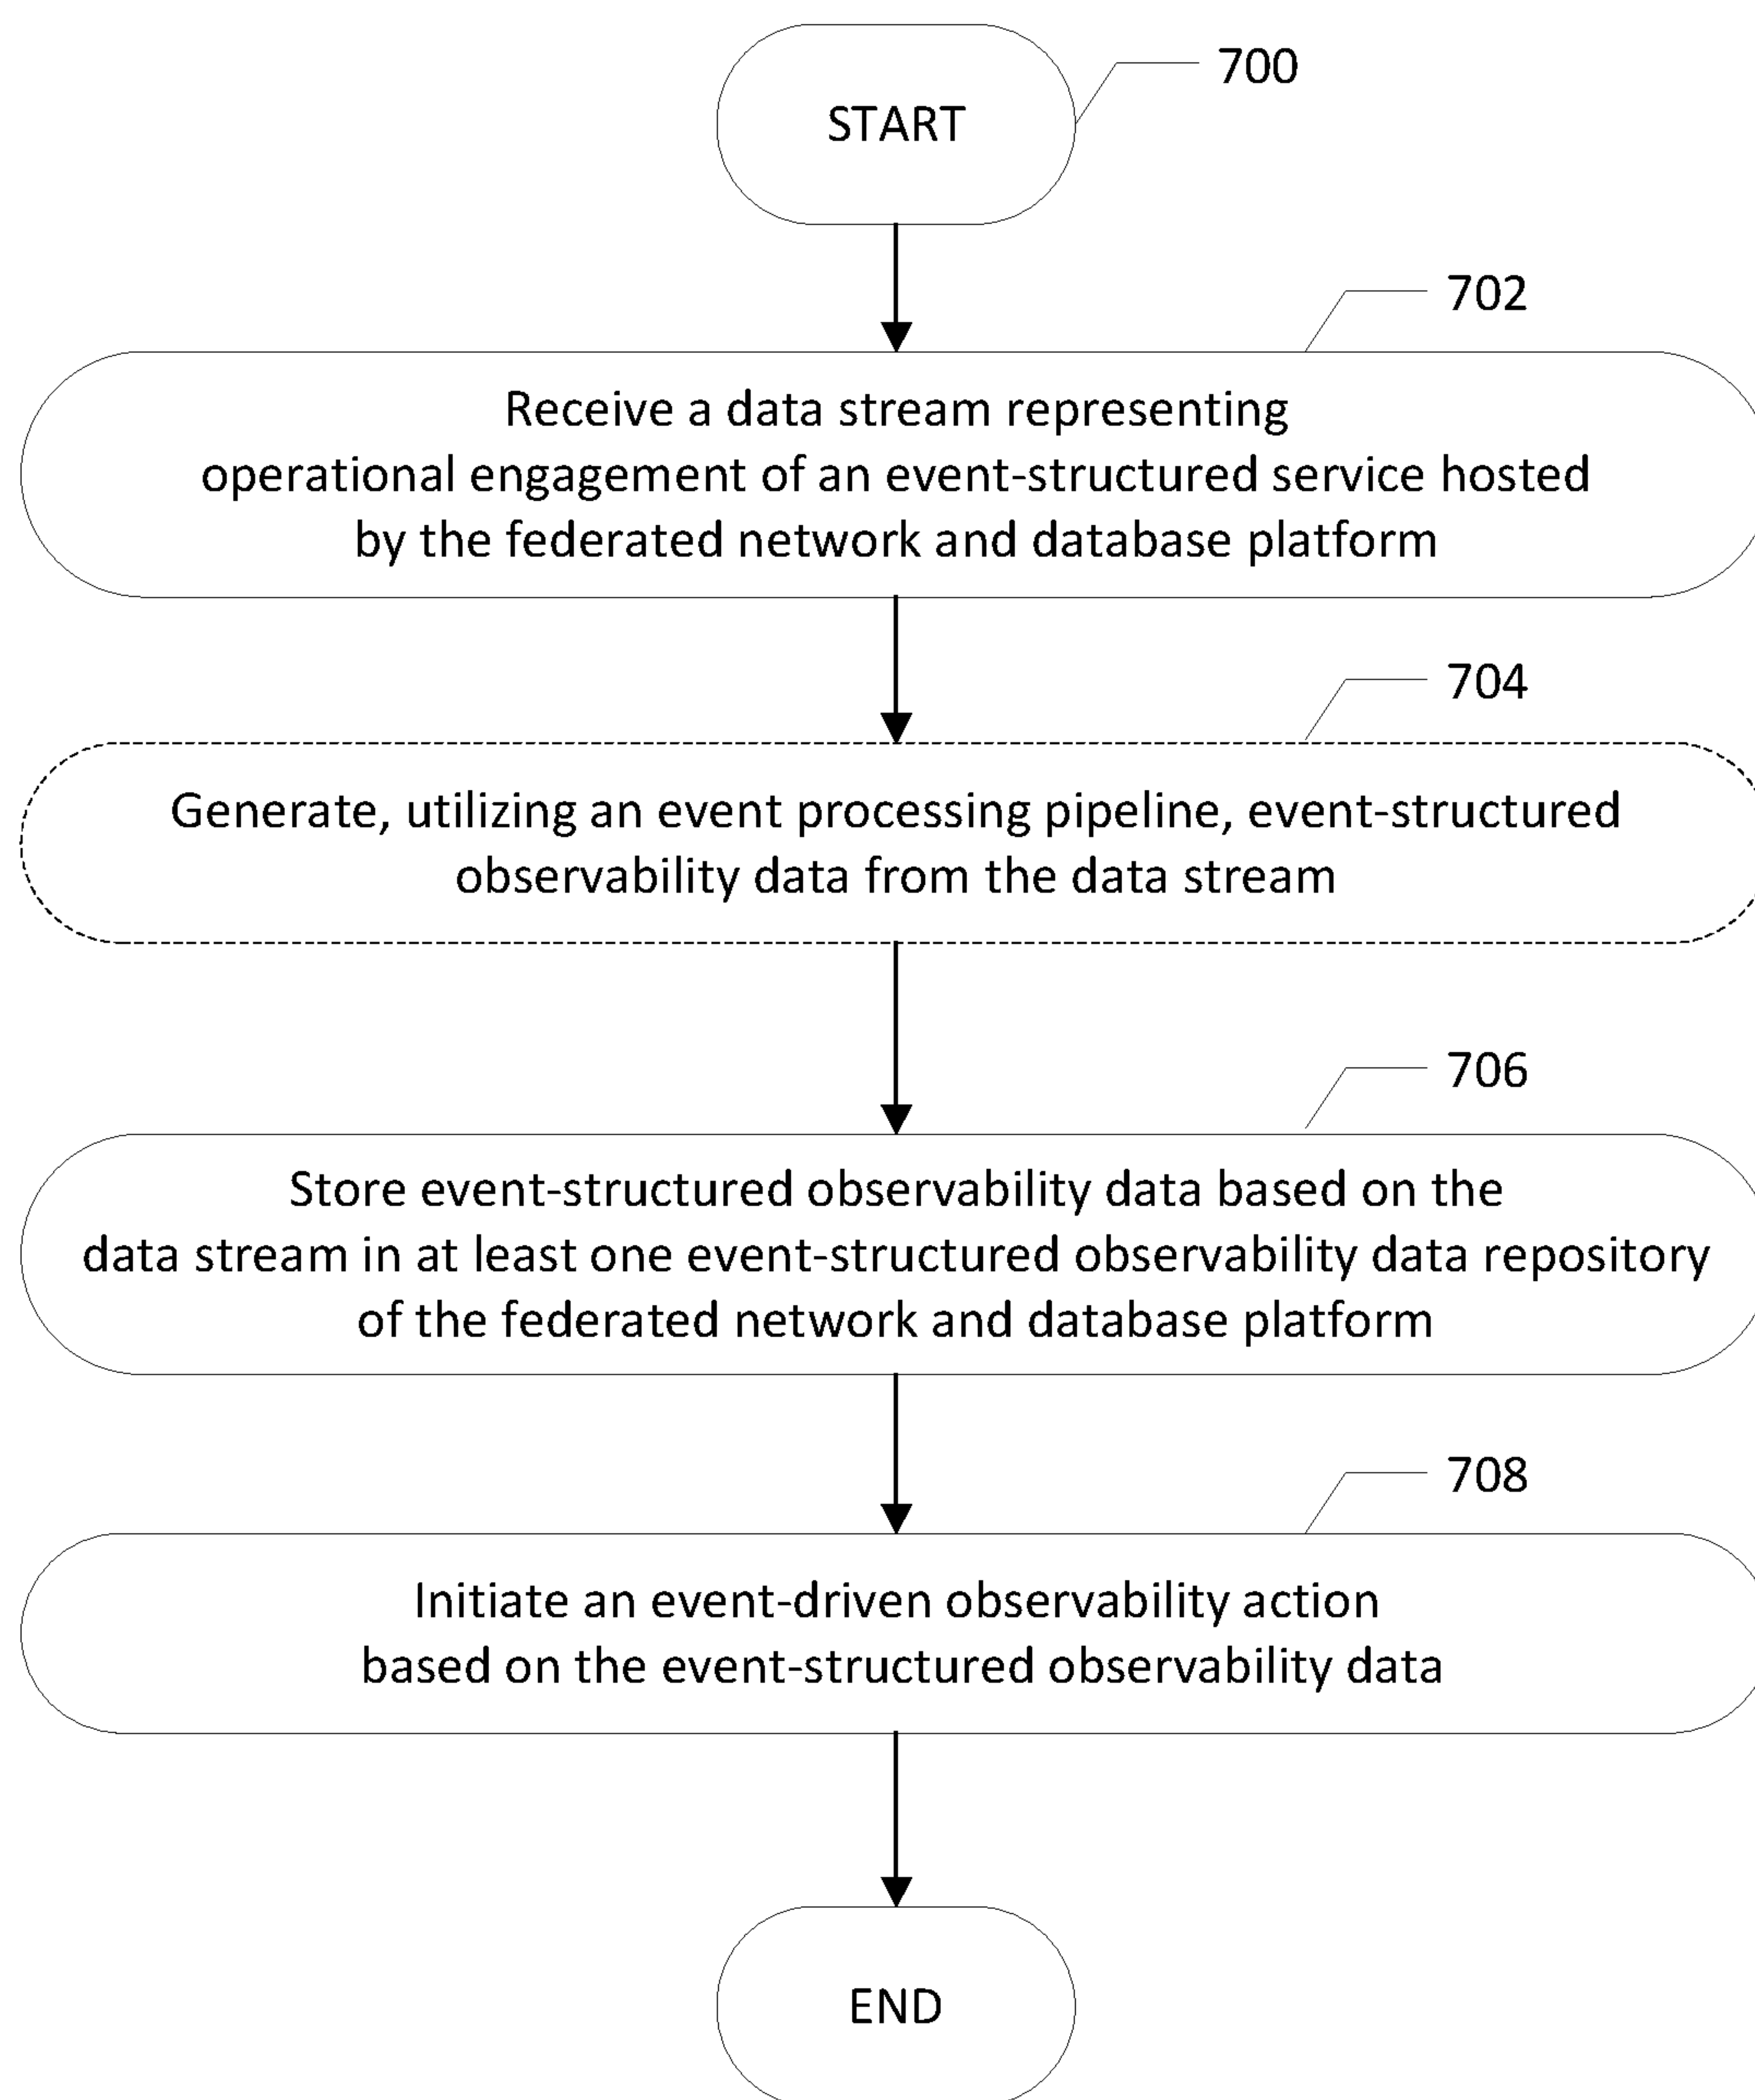 START
700
702
Receive a data stream representing
operational engagement of an event-structured service hosted
by the federated network and database platform
704
Generate, utilizing an event processing pipeline, event-structured
observability data from the data stream
706
Store event-structured observability data based on the
data stream in at least one event-structured observability data repository
of the federated network and database platform
708
Initiate an event-driven observability action
based on the event-structured observability data
END